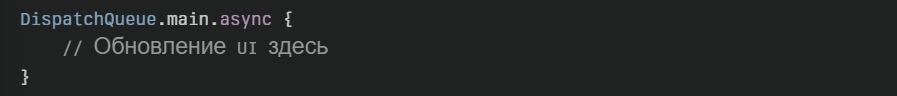 DispatchQueue.main.async {
    // Обновление UI здесь
}